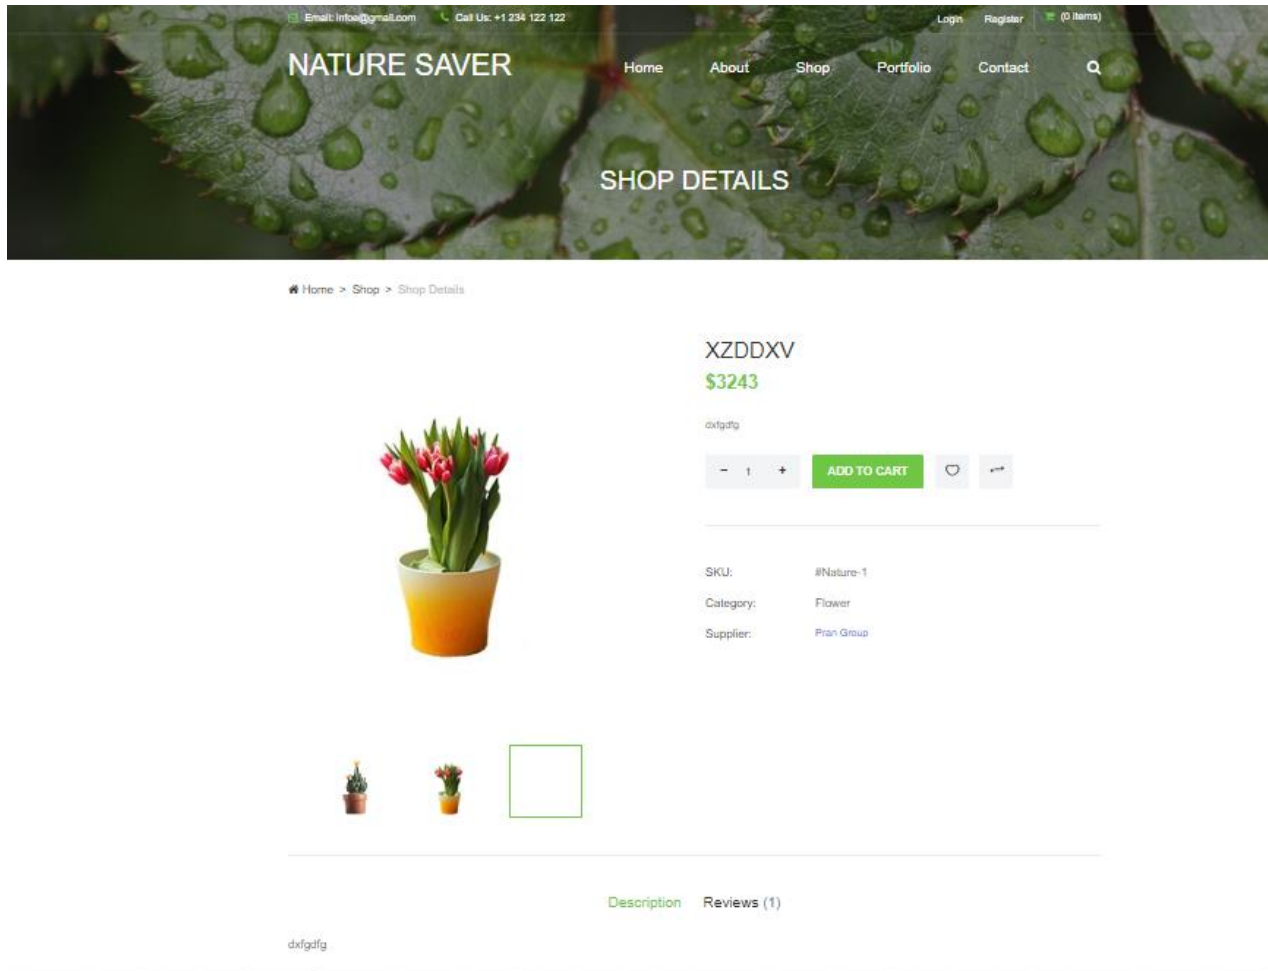 Email: Infoe@gmail.com Call Us: +1 234 122 122 Login Register (0 items)
NATURE SAVER Home About Shop Portfolio Contact
SHOP DETAILS
Home > Shop > Shop Details
XZDDXV
$3243
dxfgdfg
- 1 + ADD TO CART
SKU: #Nature-1
Category: Flower
Supplier: Pran Group
Description Reviews (1)
dxfgdfg